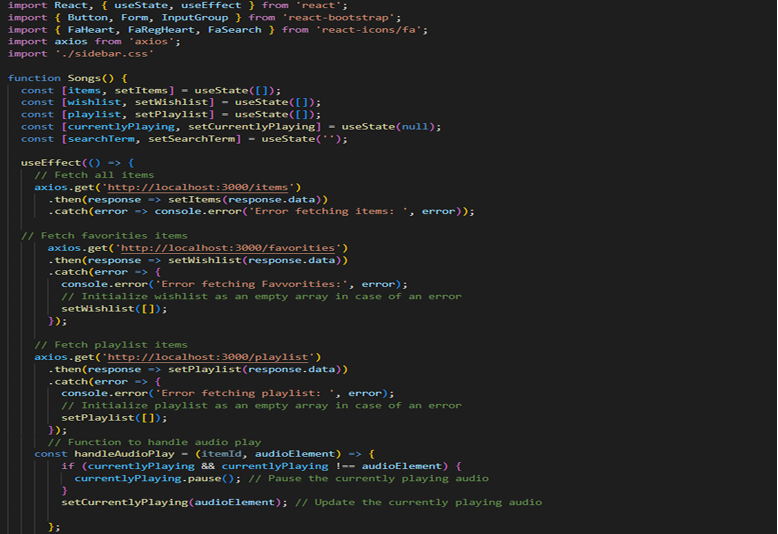 import React, { useState, useEffect } from 'react';
import { Button, Form, InputGroup } from 'react-bootstrap';
import { FaHeart, FaRegHeart, FaSearch } from 'react-icons/fa';
import axios from 'axios';
import './sidebar.css'
function Songs() {
const [items, setItems] = useState([]);
const [wishlist, setWishlist] = useState([]);
const [playlist, setPlaylist] = useState([]);
const [currentlyPlaying, setCurrentlyPlaying] = useState(null);
const [searchTerm, setSearchTerm] = useState('');
useEffect(() => {
// Fetch all items
axios.get('http://localhost:3000/items')
.then(response => setItems(response.data))
.catch(error => console.error('Error fetching items: ', error));
// Fetch favorities items
axios.get('http://localhost:3000/favorities')
.then(response => setWishlist(response.data))
.catch(error => {
console.error('Error fetching Favvorities:', error);
// Initialize wishlist as an empty array in case of an error
setWishlist([]);
});
// Fetch playlist items
axios.get('http://localhost:3000/playlist')
.then(response => setPlaylist(response.data))
.catch(error => {
console.error('Error fetching playlist: ', error);
// Initialize playlist as an empty array in case of an error
setPlaylist([]);
});
// Function to handle audio play
const handleAudioPlay = (itemId, audioElement) => {
if (currentlyPlaying && currentlyPlaying !== audioElement) {
currentlyPlaying.pause(); // Pause the currently playing audio
}
setCurrentlyPlaying(audioElement); // Update the currently playing audio
};